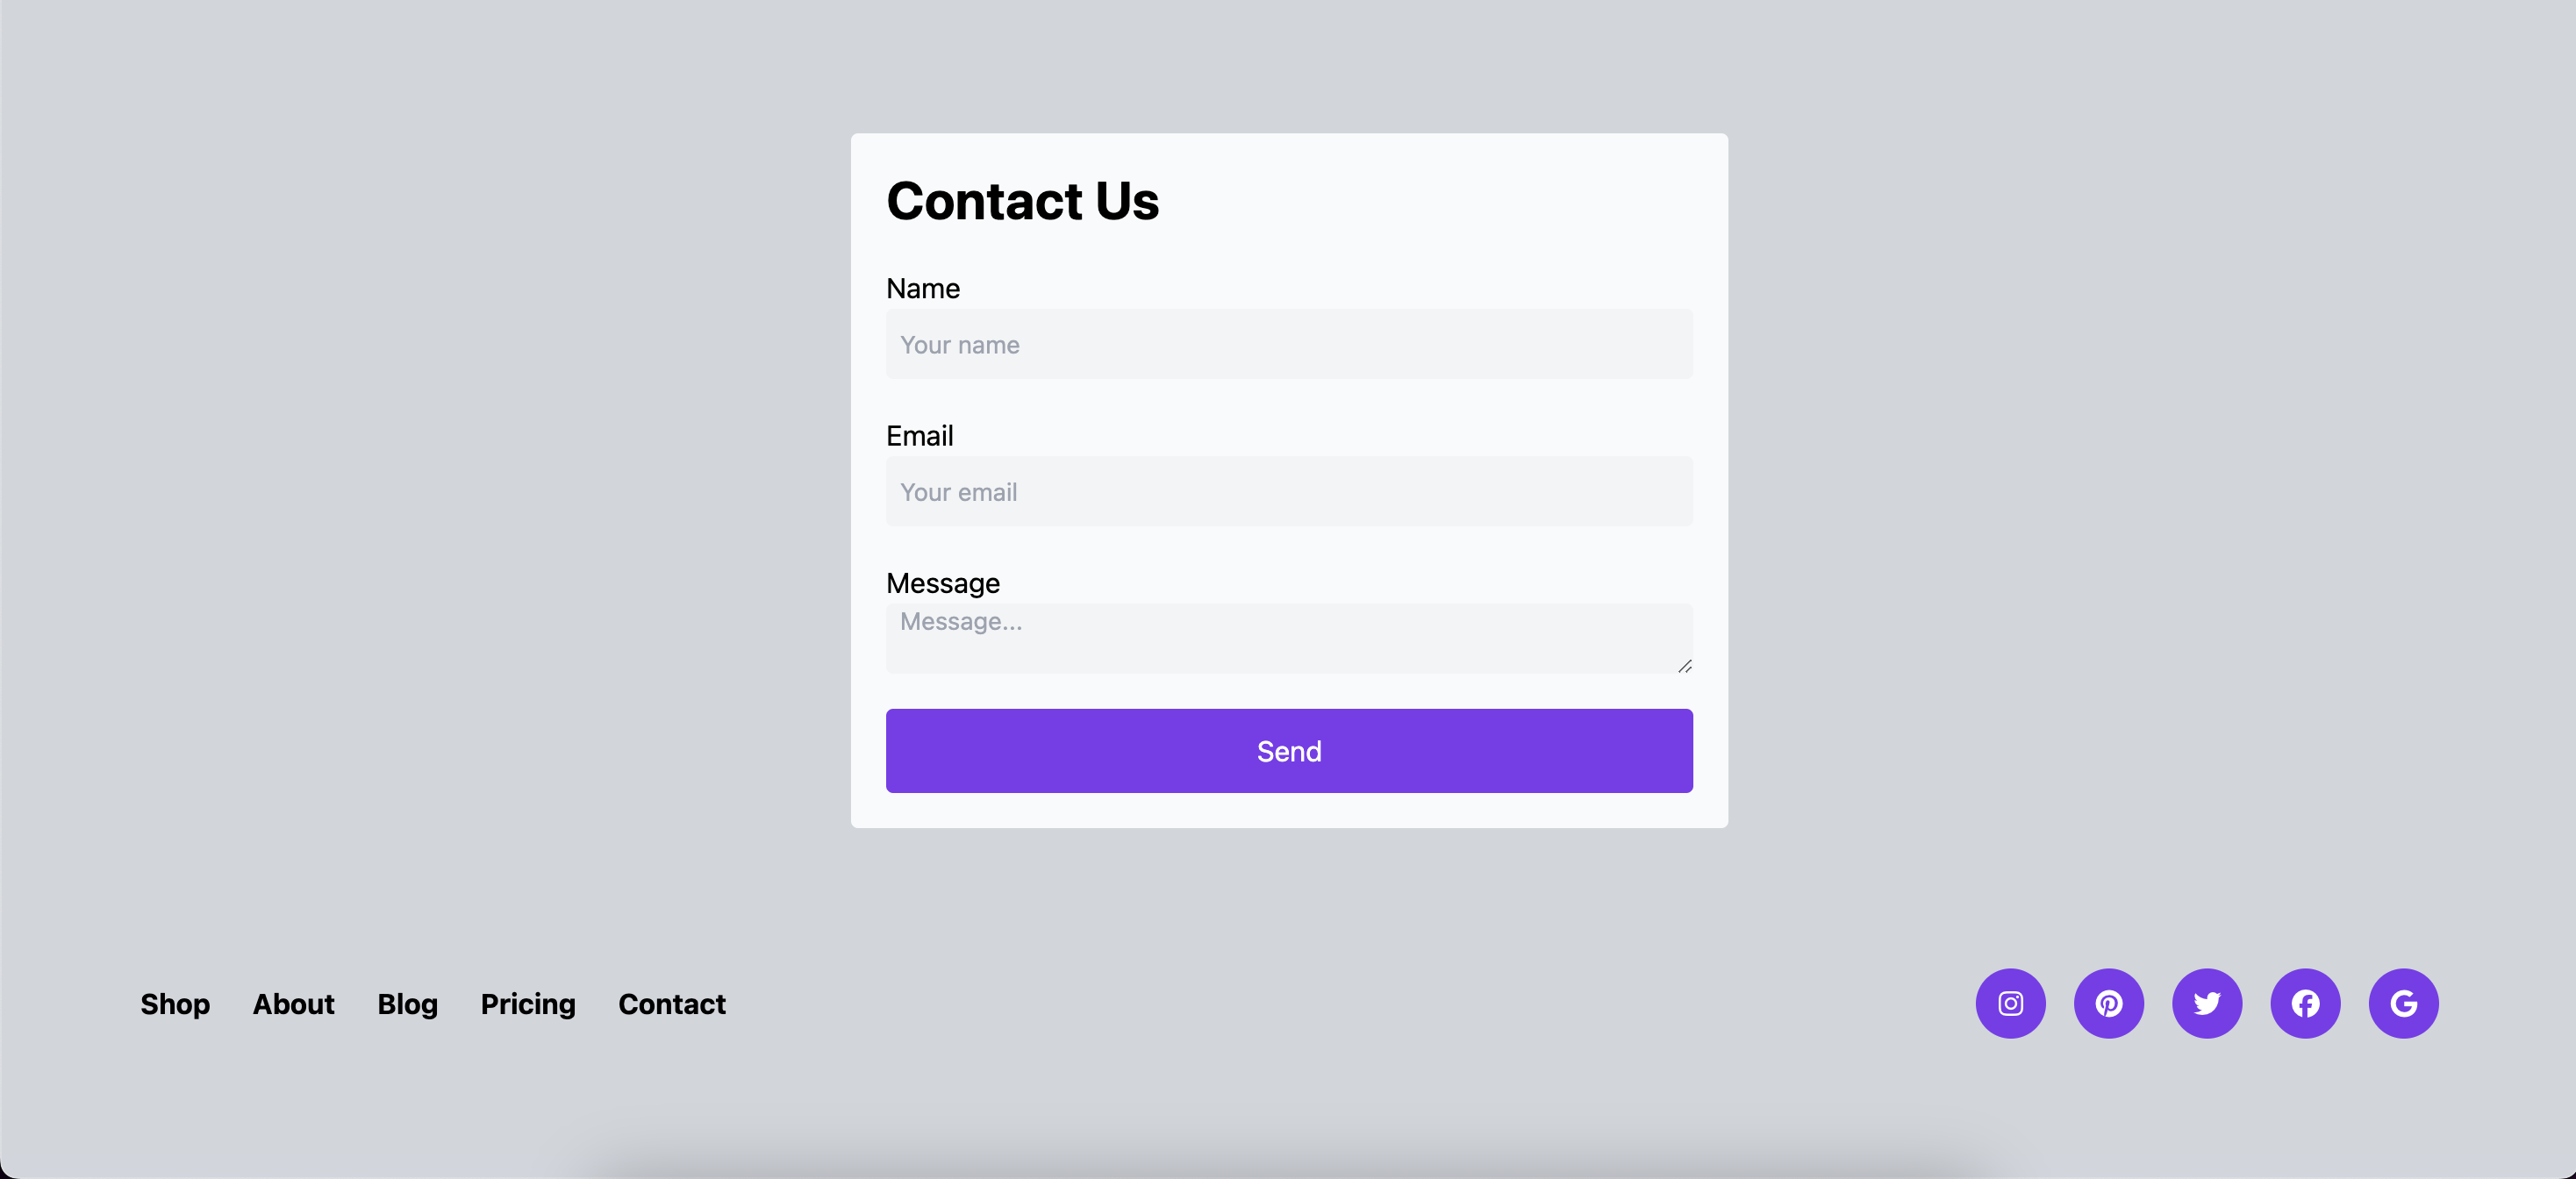 Contact Us
Name
Your name
Email
Your email
Message
Message...
Send
Shop About Blog Pricing Contact